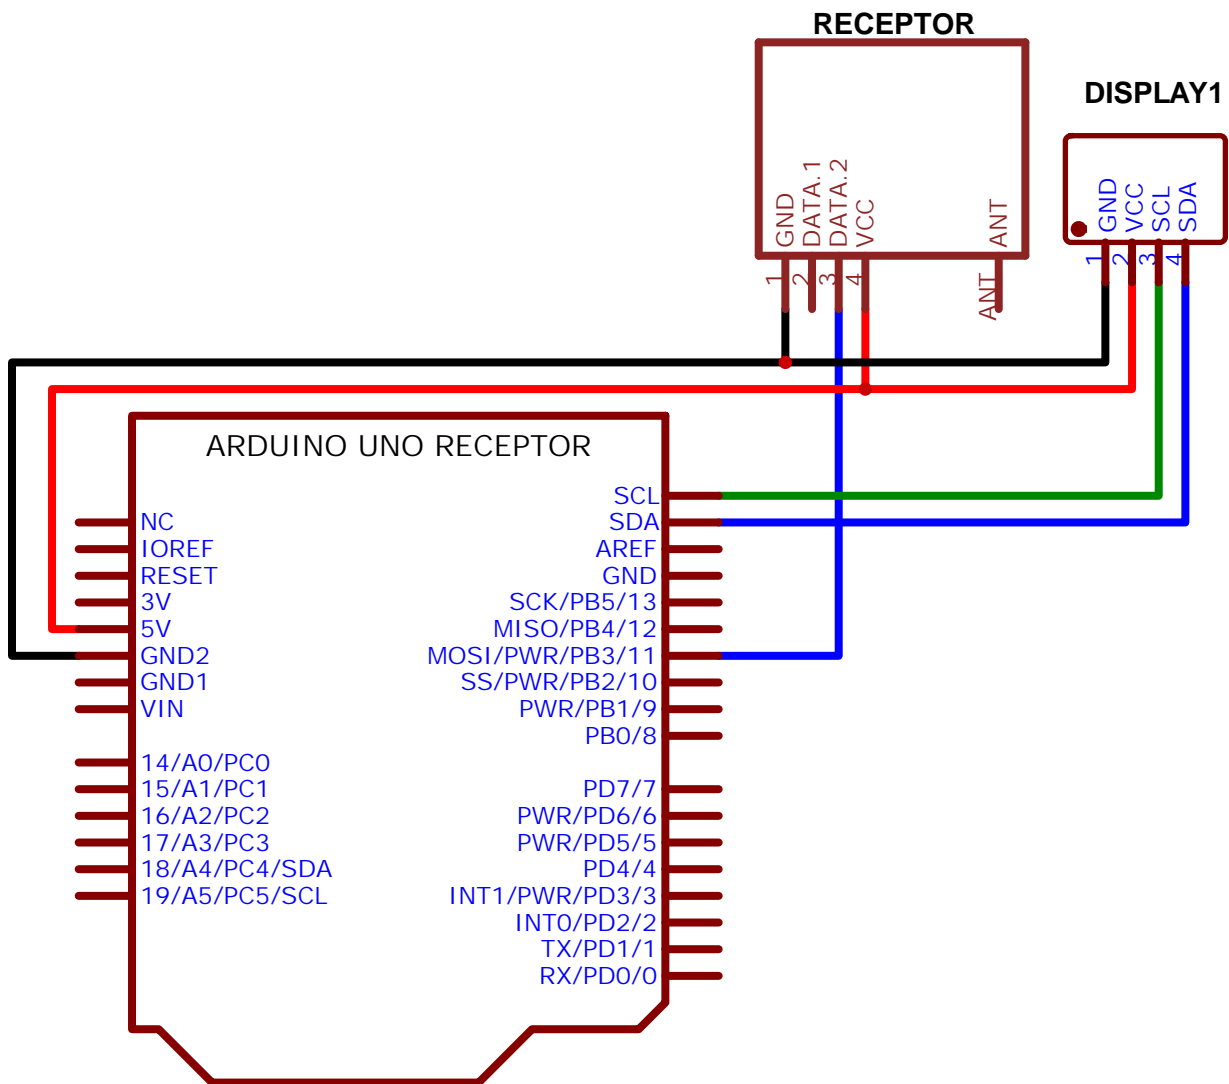 RECEPTOR
GND
DATA.1
DATA.2
VCC
ANT
1
2
3
4
ANT
DISPLAY1
GND
VCC
SCL
SDA
1
2
3
4
ARDUINO UNO RECEPTOR
NC
IOREF
RESET
3V
5V
GND2
GND1
VIN
14/A0/PC0
15/A1/PC1
16/A2/PC2
17/A3/PC3
18/A4/PC4/SDA
19/A5/PC5/SCL
SCL
SDA
AREF
GND
SCK/PB5/13
MISO/PB4/12
MOSI/PWR/PB3/11
SS/PWR/PB2/10
PWR/PB1/9
PB0/8
PD7/7
PWR/PD6/6
PWR/PD5/5
PD4/4
INT1/PWR/PD3/3
INT0/PD2/2
TX/PD1/1
RX/PD0/0